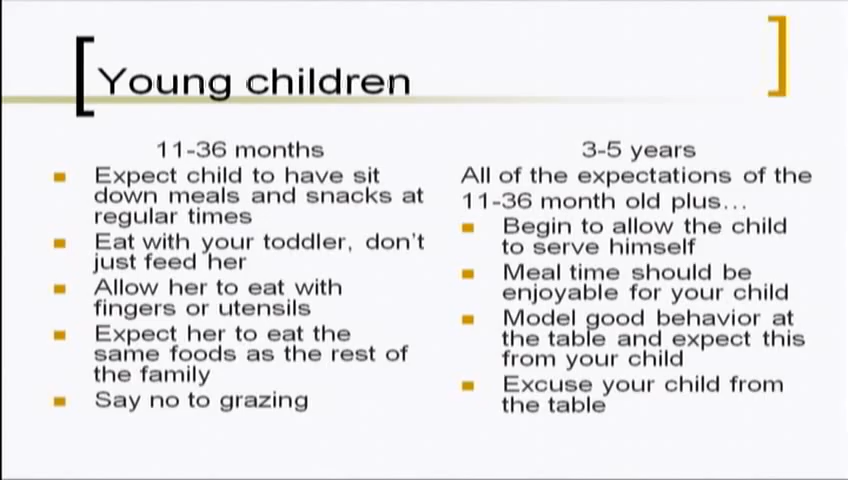 Young children
11-36 months
Expect child to have sit
down meals and snacks at
regular times
Eat with your toddler, don't
just feed her
Allow her to eat with
fingers or utensils
Expect her to eat the
same foods as the rest of
the family
Say no to grazing
3-5 years
All of the expectations of the
11-36 month old plus...
Begin to allow the child
to serve himself
Meal time should be
enjoyable for your child
Model good behavior at
the table and expect this
from your child
Excuse your child from
the table